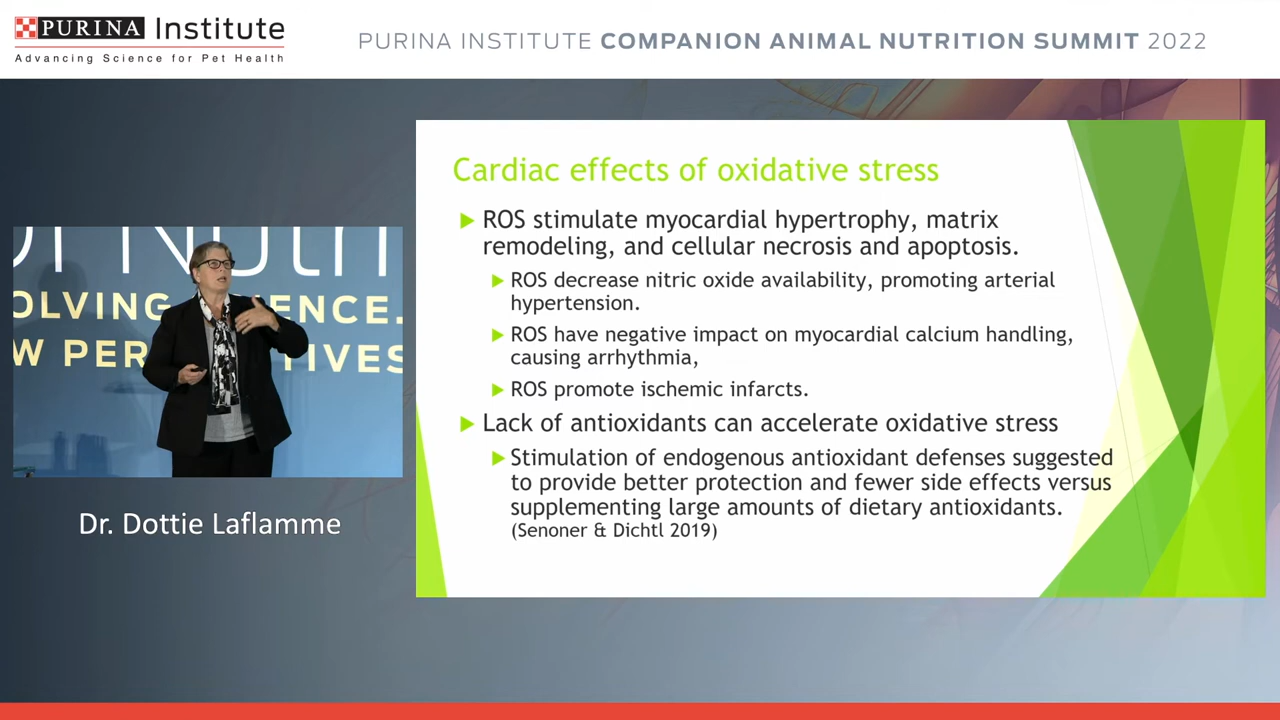 PURINA Institute
Advancing Science for Pet Health
PURINA INSTITUTE COMPANION ANIMAL NUTRITION SUMMIT 2022
Cardiac effects of oxidative stress
ROS stimulate myocardial hypertrophy, matrix
remodeling, and cellular necrosis and apoptosis.
ROS decrease nitric oxide availability, promoting arterial
hypertension.
ROS have negative impact on myocardial calcium handling,
causing arrhythmia,
ROS promote ischemic infarcts.
Lack of antioxidants can accelerate oxidative stress
Stimulation of endogenous antioxidant defenses suggested
to provide better protection and fewer side effects versus
supplementing large amounts of dietary antioxidants.
(Senoner & Dichtl 2019)
Dr. Dottie Laflamme